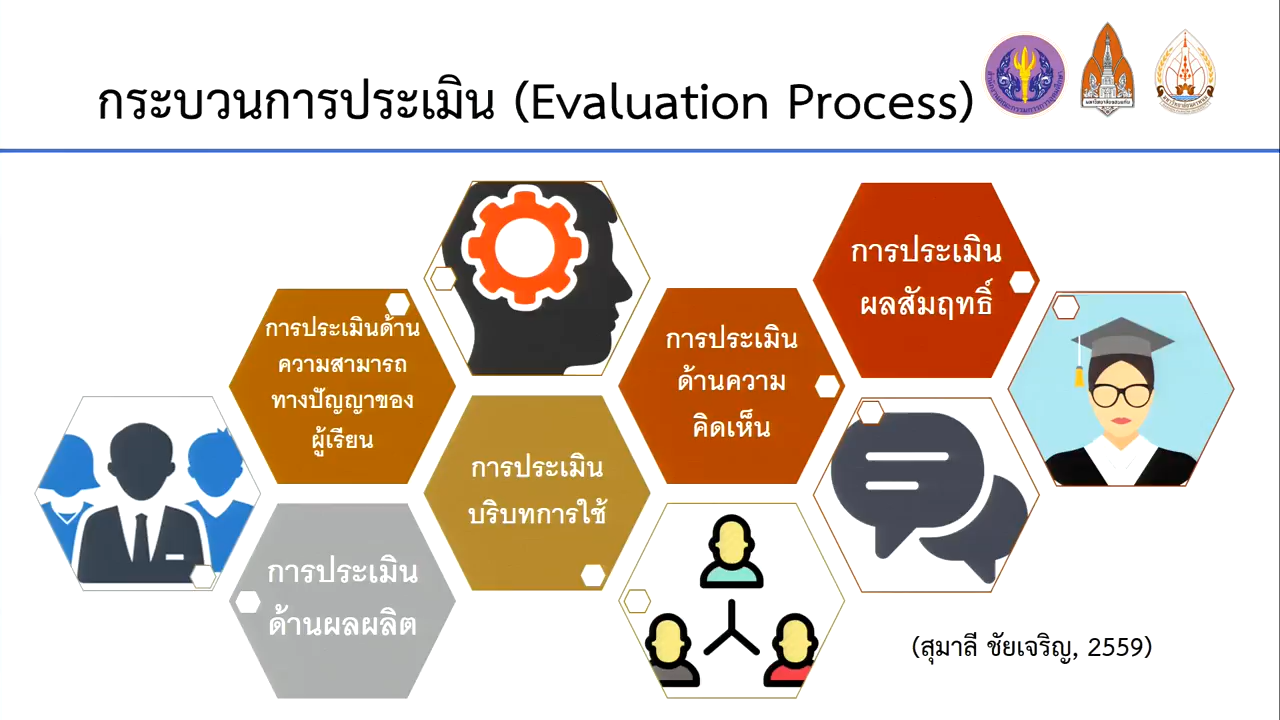 กระบวนการประเมิน (Evaluation Process)
การประเมินด้าน
ความสามารถ
ทางปัญญาของ
ผู้เรียน
การประเมิน
ด้านผลผลิต
การประเมิน
บริบทการใช้
การประเมิน
ด้านความ
คิดเห็น
การประเมิน
ผลสัมฤทธิ์
(สุมาลี ชัยเจริญ, 2559)